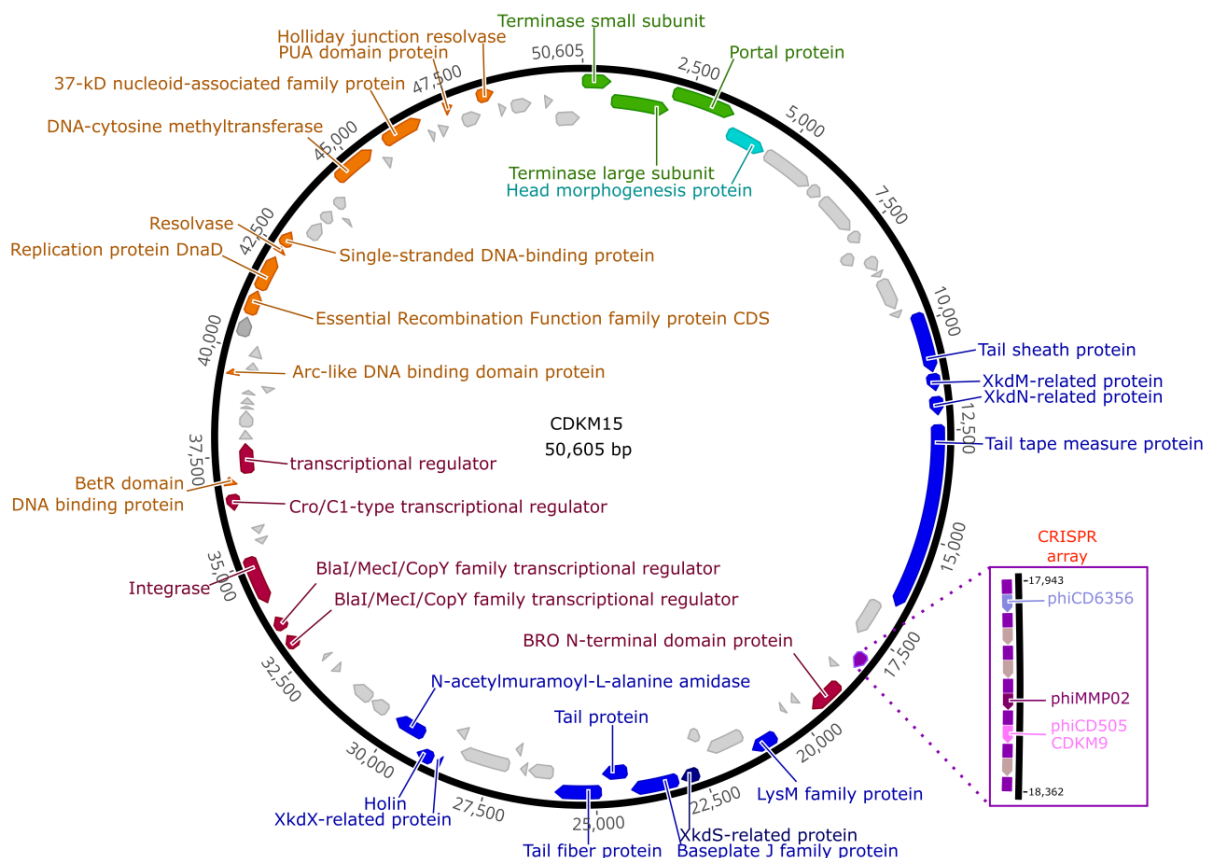 Terminase small subunit
Holliday junction resolvase
50,605
PUA domain protein
2,500
Portal protein
47,500
37-kD nucleoid-associated family protein
DNA-cytosine methyltransferase
45,000
5,000
Terminase large subunit
Head morphogenesis protein
7,500
Resolvase
42,500
Replication protein DnaD
Single-stranded DNA-binding protein
10,000
Essential Recombination Function family protein CDS
40,000
Tail sheath protein
Arc-like DNA binding domain protein
XkdM-related protein
XkdN-related protein
CDKM15
50,605 bp
12,500
Tail tape measure protein
37,500
transcriptional regulator
BetR domain
DNA binding protein
Cro/C1-type transcriptional regulator
15,000
CRISPR
array
35,000
BlaI/MecI/CopY family transcriptional regulator
Integrase
17,943
phiCD6356
BlaI/MecI/CopY family transcriptional regulator
17,500
BRO N-terminal domain protein
32,500
N-acetylmuramoyl-L-alanine amidase
phiMMP02
Tail protein
phiCD505
CDKM9
20,000
30,000
18,362
LysM family protein
22,500
27,500
Holin
XkdX-related protein
25,000
XkdS-related protein
Tail fiber protein
Baseplate J family protein